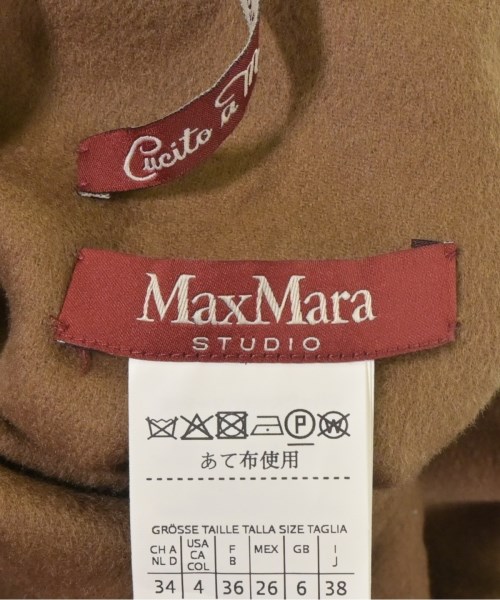 Cucito a M
MaxMara
STUDIO
P W
あて布使用
GRÖSSE TAILLE TALLA SIZE TAGLIA
CH A NL D USA CA COL F B MEX GB I J
34 4 36 26 6 38